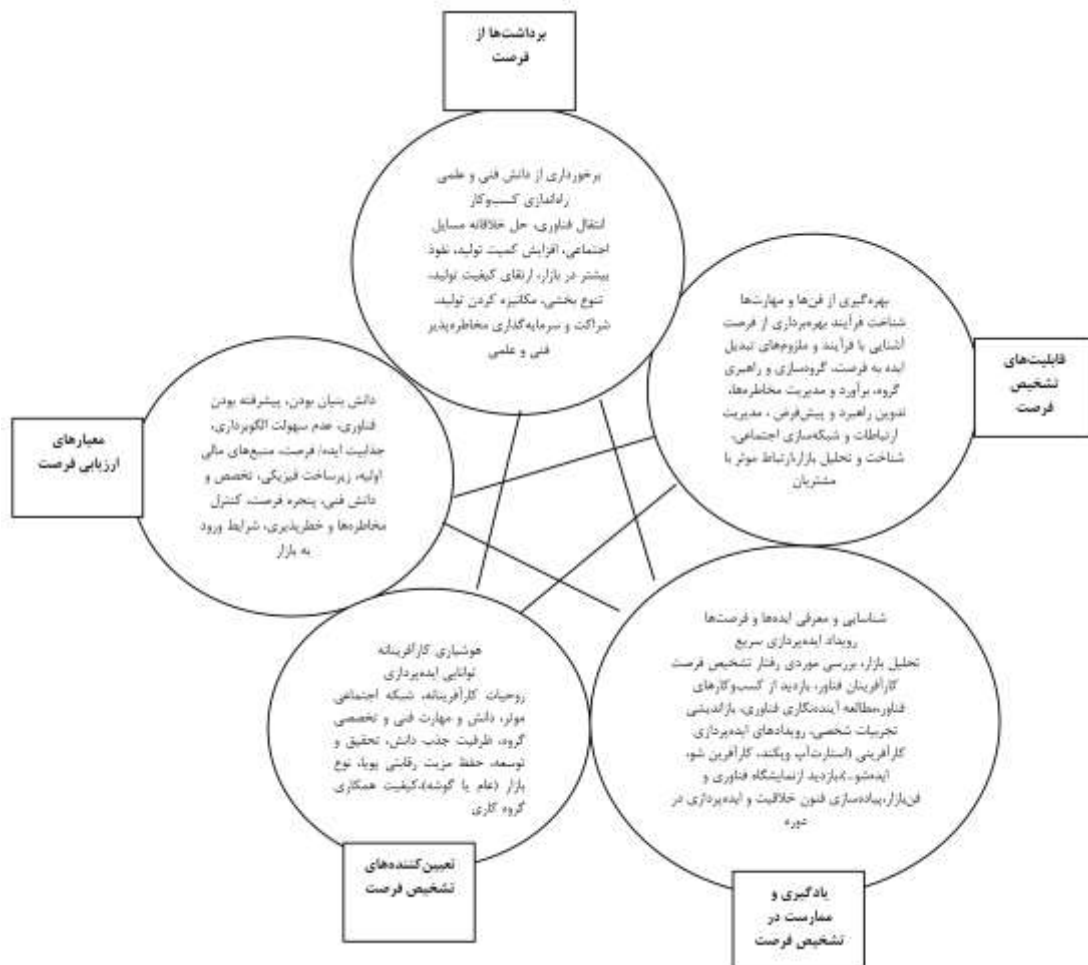 برداشت‌ها از
فرصت
برخورداری از دانش فنی و علمی
راه‌اندازی کسب‌وکار
انتقال فناوری، حل خلاقانه مسایل
اجتماعی، افزایش کمیت تولید، نفوذ
بیشتر در بازار، ارتقای کیفیت تولید،
تنوع بخشی، مکانیزه کردن تولید،
شراکت و سرمایه‌گذاری مخاطره‌پذیر
فنی و علمی
قابلیت‌های
تشخیص
فرصت
بهره‌گیری از فن‌ها و مهارت‌ها
شناخت فرآیند بهره‌برداری از فرصت
آشنایی با فرآیند و ملزوم‌های تبدیل
ایده به فرصت، گروه‌سازی و راهبری
گروه، برآورد و مدیریت مخاطره‌ها،
تدوین راهبرد و پیش‌فرض ، مدیریت
ارتباطات و شبکه‌سازی اجتماعی،
شناخت و تحلیل بازار،ارتباط موثر با
مشتریان
معیارهای
ارزیابی فرصت
دانش بنیان بودن، پیشرفته بودن
فناوری، عدم سهولت الگوبرداری،
جذابیت ایده/ فرصت، منبع‌های مالی
اولیه، زیرساخت فیزیکی، تخصص و
دانش فنی، پنجره فرصت، کنترل
مخاطره‌ها و خطرپذیری، شرایط ورود
به بازار
هوشیاری کارآفرینانه
توانایی ایده‌پردازی
روحیات کارآفرینانه، شبکه اجتماعی
موثر، دانش و مهارت فنی و تخصصی
گروه، ظرفیت جذب دانش، تحقیق و
توسعه، حفظ مزیت رقابتی پویا، نوع
بازار (عام یا گوشه)،کیفیت همکاری
گروه کاری
تعیین‌کننده‌های
تشخیص فرصت
شناسایی و معرفی ایده‌ها و فرصت‌ها
رویداد ایده‌پردازی سریع
تحلیل بازار، بررسی موردی رفتار تشخیص فرصت
کارآفرینان فناور، بازدید از کسب‌وکارهای
فناور،مطالعه آینده‌نگاری فناوری، بازاندیشی
تجربیات شخصی، رویدادهای ایده‌پردازی
کارآفرینی (استارت‌آپ ویکند، کارآفرین شو،
ایده‌شو..)،بازدید ازنمایشگاه فناوری و
فن‌بازار،پیاده‌سازی فنون خلاقیت و ایده‌پردازی در
دوره
یادگیری و
ممارست در
تشخیص فرصت